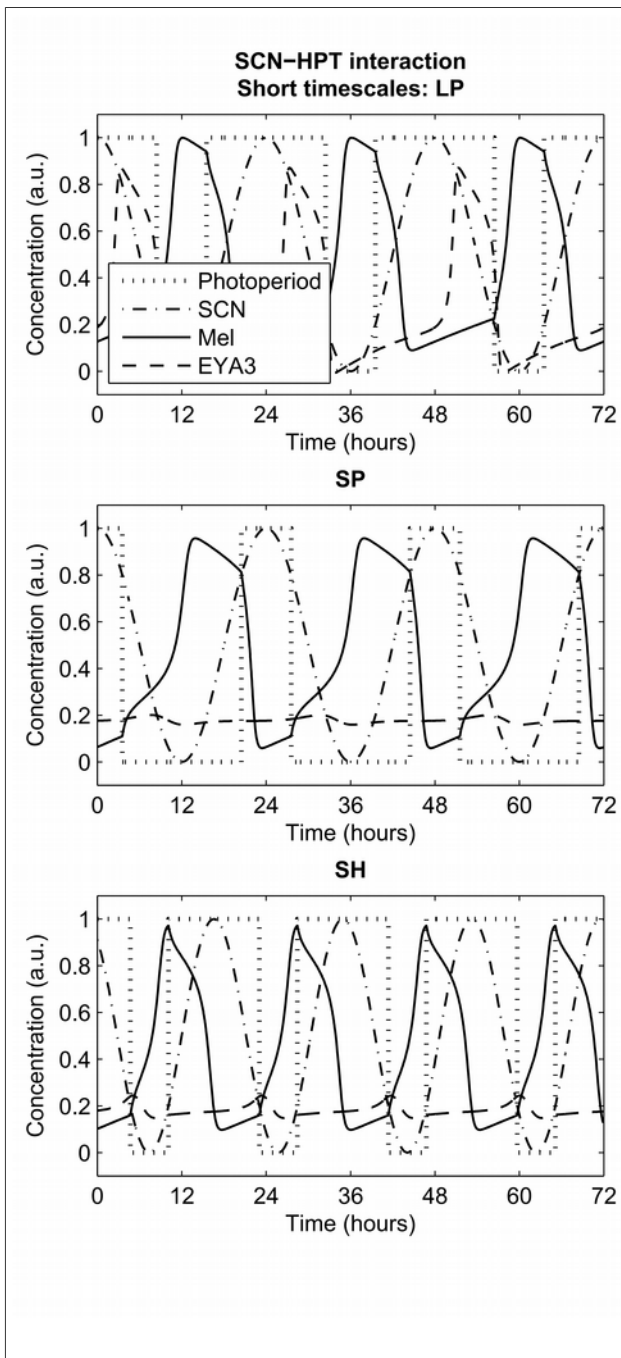 SCN−HPT interaction
Short timescales: LP
Concentration (a.u.)
1
0.8
0.6
0.4
0.2
0
Photoperiod
SCN
Mel
EYA3
0 12 24 36 48 60 72
Time (hours)
SP
Concentration (a.u.)
1
0.8
0.6
0.4
0.2
0
0 12 24 36 48 60 72
Time (hours)
SH
Concentration (a.u.)
1
0.8
0.6
0.4
0.2
0
0 12 24 36 48 60 72
Time (hours)